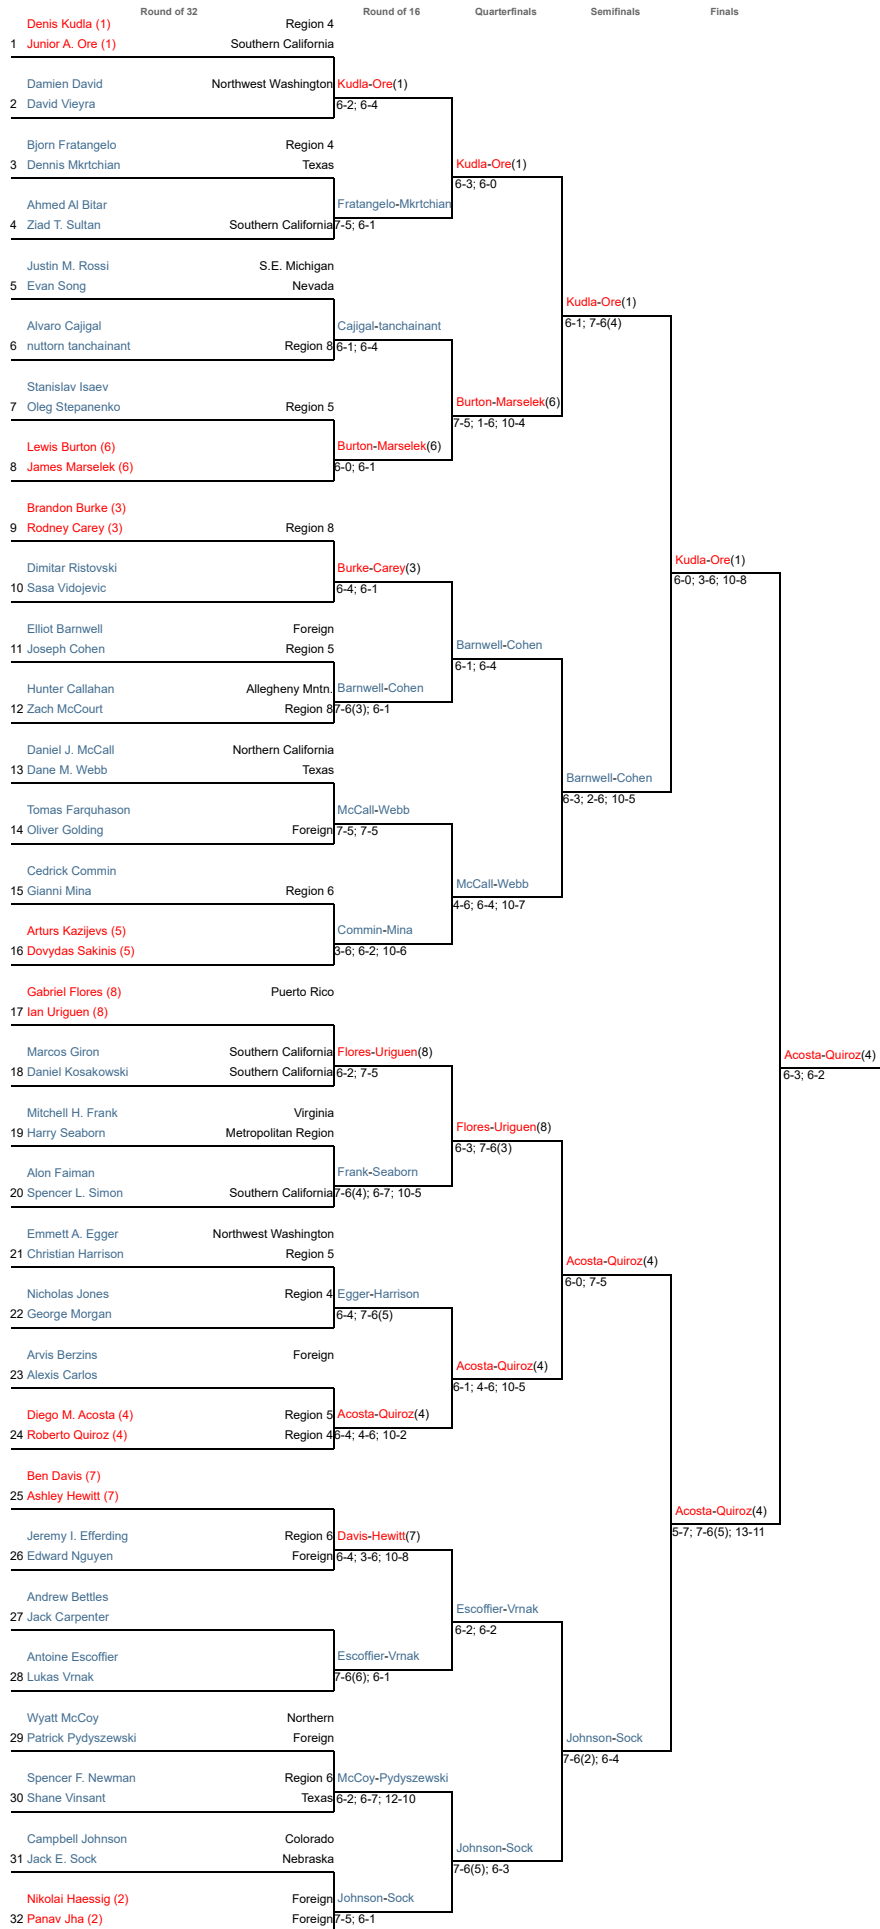 Round of 32 Round of 16 Quarterfinals Semifinals Finals
Denis Kudla (1) Region 4
1 Junior A. Ore (1) Southern California
Damien David Northwest Washington Kudla-Ore(1)
2 David Vieyra 6-2; 6-4
Bjorn Fratangelo Region 4
3 Dennis Mkrtchian Texas Kudla-Ore(1)
6-3; 6-0
Ahmed Al Bitar Fratangelo-Mkrtchian
4 Ziad T. Sultan Southern California 7-5; 6-1
Justin M. Rossi S.E. Michigan
5 Evan Song Nevada
Kudla-Ore(1)
Alvaro Cajigal Cajigal-tanchainant 6-1; 7-6(4)
6 nuttorn tanchainant Region 8 6-1; 6-4
Stanislav Isaev
7 Oleg Stepanenko Region 5 Burton-Marselek(6)
7-5; 1-6; 10-4
Lewis Burton (6) Burton-Marselek(6)
8 James Marselek (6) 6-0; 6-1
Brandon Burke (3)
9 Rodney Carey (3) Region 8
Kudla-Ore(1)
Dimitar Ristovski Burke-Carey(3) 6-0; 3-6; 10-8
10 Sasa Vidojevic 6-4; 6-1
Elliot Barnwell Foreign
11 Joseph Cohen Region 5 Barnwell-Cohen
6-1; 6-4
Hunter Callahan Allegheny Mntn. Barnwell-Cohen
12 Zach McCourt Region 8 7-6(3); 6-1
Daniel J. McCall Northern California
13 Dane M. Webb Texas Barnwell-Cohen
6-3; 2-6; 10-5
Tomas Farquhason McCall-Webb
14 Oliver Golding Foreign 7-5; 7-5
Cedrick Commin
15 Gianni Mina Region 6 McCall-Webb
4-6; 6-4; 10-7
Arturs Kazijevs (5) Commin-Mina
16 Dovydas Sakinis (5) 3-6; 6-2; 10-6
Gabriel Flores (8) Puerto Rico
17 Ian Uriguen (8)
Marcos Giron Southern California Flores-Uriguen(8) Acosta-Quiroz(4)
18 Daniel Kosakowski Southern California 6-2; 7-5 6-3; 6-2
Mitchell H. Frank Virginia
19 Harry Seaborn Metropolitan Region Flores-Uriguen(8)
6-3; 7-6(3)
Alon Faiman Frank-Seaborn
20 Spencer L. Simon Southern California 7-6(4); 6-7; 10-5
Emmett A. Egger Northwest Washington
21 Christian Harrison Region 5 Acosta-Quiroz(4)
6-0; 7-5
Nicholas Jones Region 4 Egger-Harrison
22 George Morgan 6-4; 7-6(5)
Arvis Berzins Foreign
23 Alexis Carlos Acosta-Quiroz(4)
6-1; 4-6; 10-5
Diego M. Acosta (4) Region 5 Acosta-Quiroz(4)
24 Roberto Quiroz (4) Region 4 6-4; 4-6; 10-2
Ben Davis (7)
25 Ashley Hewitt (7)
Acosta-Quiroz(4)
Jeremy I. Efferding Region 6 Davis-Hewitt(7) 5-7; 7-6(5); 13-11
26 Edward Nguyen Foreign 6-4; 3-6; 10-8
Andrew Bettles
27 Jack Carpenter Escoffier-Vrnak
6-2; 6-2
Antoine Escoffier Escoffier-Vrnak
28 Lukas Vrnak 7-6(6); 6-1
Wyatt McCoy Northern
29 Patrick Pydyszewski Foreign Johnson-Sock
7-6(2); 6-4
Spencer F. Newman Region 6 McCoy-Pydyszewski
30 Shane Vinsant Texas 6-2; 6-7; 12-10
Campbell Johnson Colorado
31 Jack E. Sock Nebraska Johnson-Sock
7-6(5); 6-3
Nikolai Haessig (2) Foreign Johnson-Sock
32 Panav Jha (2) Foreign 7-5; 6-1